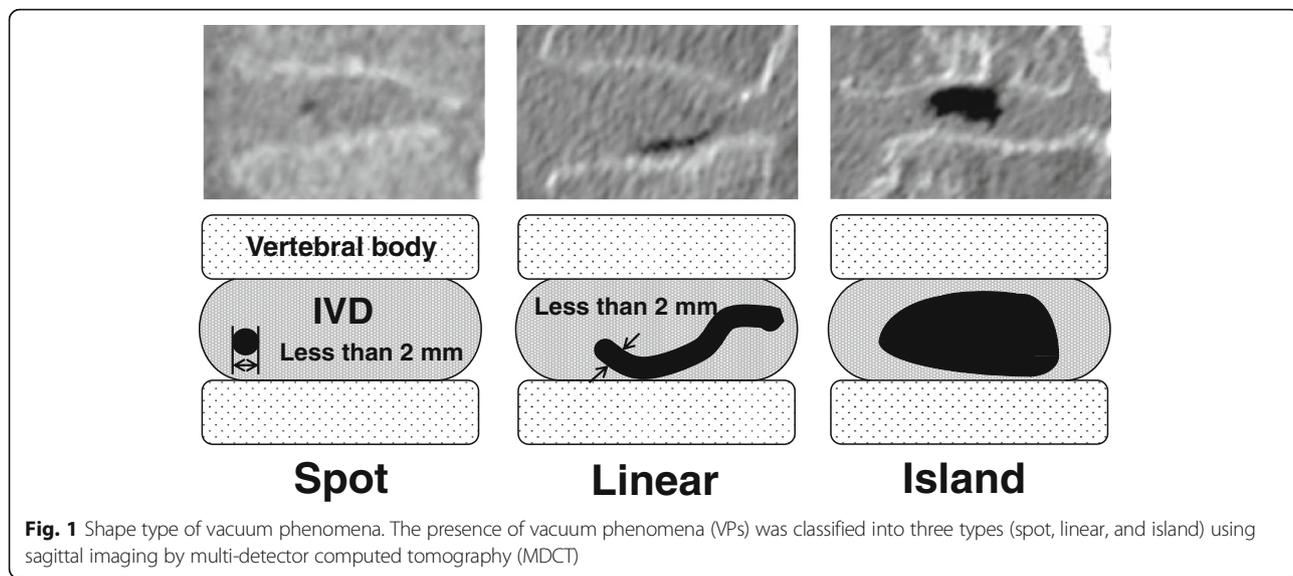 Vertebral body
IVD
Less than 2 mm
Less than 2 mm
Spot
Linear
Island
Fig. 1 Shape type of vacuum phenomena. The presence of vacuum phenomena (VPs) was classified into three types (spot, linear, and island) using
sagittal imaging by multi-detector computed tomography (MDCT)